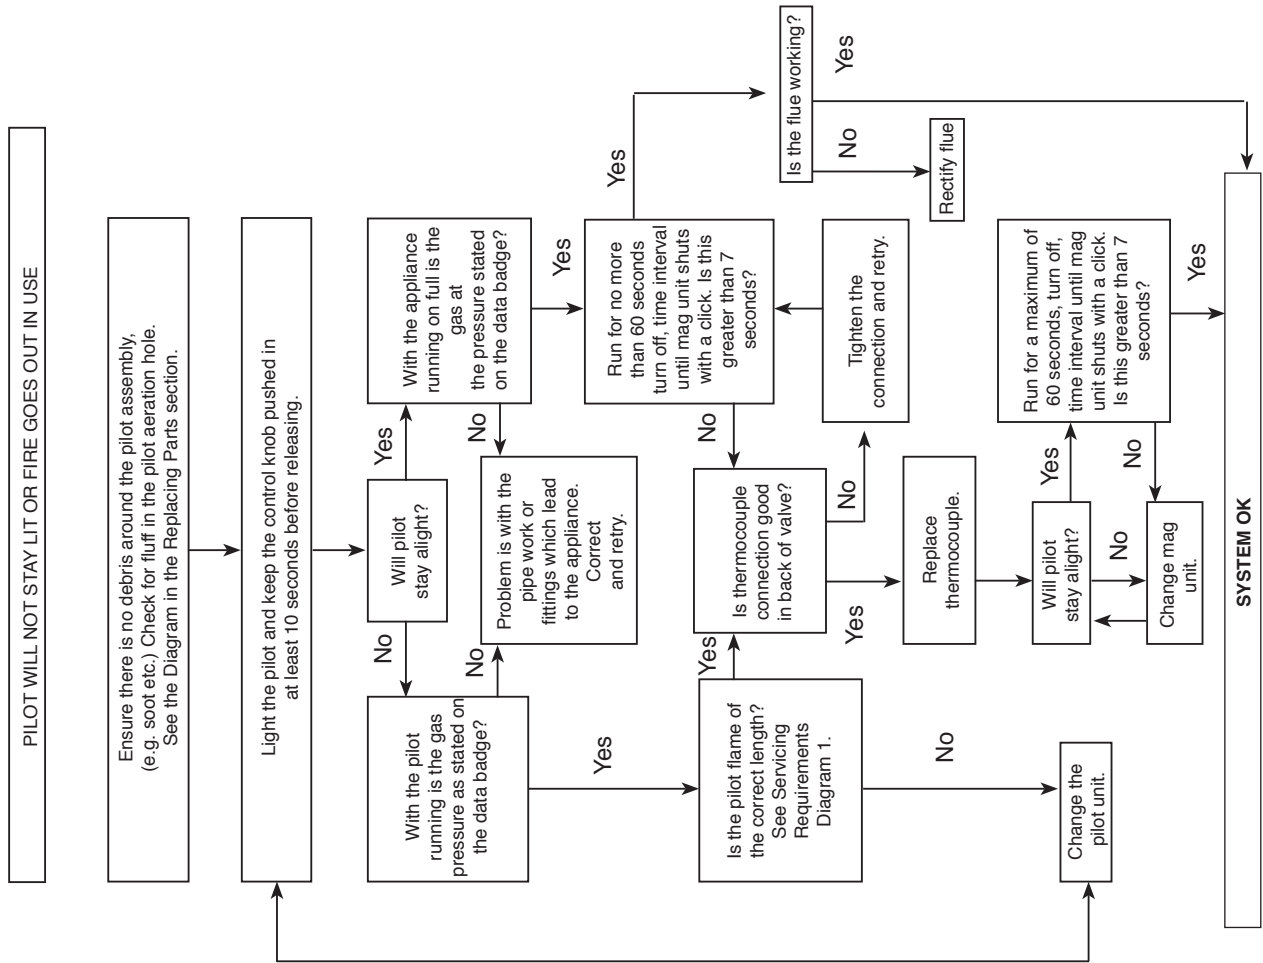 PILOT WILL NOT STAY LIT OR FIRE GOES OUT IN USE
Ensure there is no debris around the pilot assembly,
(e.g. soot etc.) Check for fluff in the pilot aeration hole.
See the Diagram in the Replacing Parts section.
Light the pilot and keep the control knob pushed in
at least 10 seconds before releasing.
Will pilot
stay alight?
No
Yes
With the pilot
running is the gas
pressure as stated on
the data badge?
No
Yes
Problem is with the
pipe work or
fittings which lead
to the appliance.
Correct
and retry.
With the appliance
running on full is the
gas at
the pressure stated
on the data badge?
No
Yes
Is the pilot flame of
the correct length?
See Servicing
Requirements
Diagram 1.
Yes
No
Is thermocouple
connection good
in back of valve?
Yes
No
Run for no more
than 60 seconds
turn off, time interval
until mag unit shuts
with a click. Is this
greater than 7
seconds?
No
Yes
Is the flue working?
No
Yes
Rectify flue
Tighten the
connection and retry.
Replace
thermocouple.
Will pilot
stay alight?
Yes
No
Change mag
unit.
Run for a maximum of
60 seconds, turn off,
time interval until mag
unit shuts with a click.
Is this greater than 7
seconds?
No
Yes
Change the
pilot unit.
SYSTEM OK